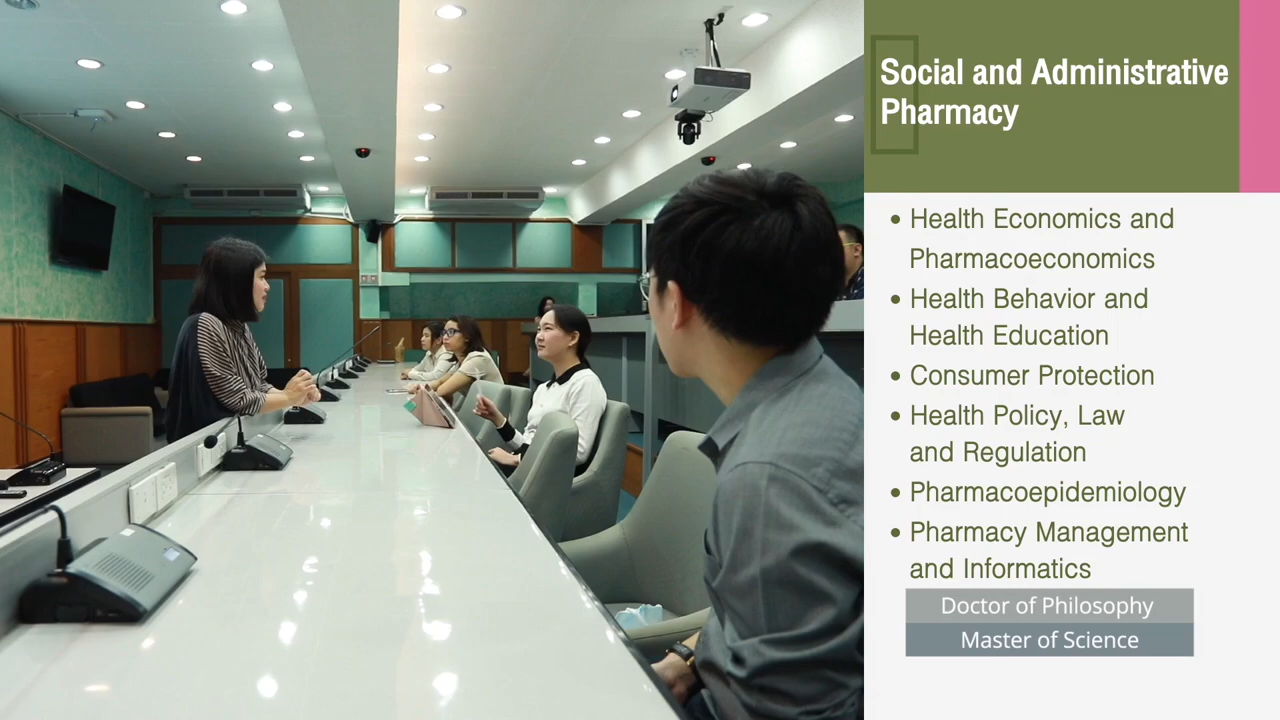 Social and Administrative
Pharmacy
• Health Economics and
Pharmacoeconomics
• Health Behavior and
Health Education
• Consumer Protection
• Health Policy, Law
and Regulation
• Pharmacoepidemiology
• Pharmacy Management
and Informatics
Doctor of Philosophy
Master of Science